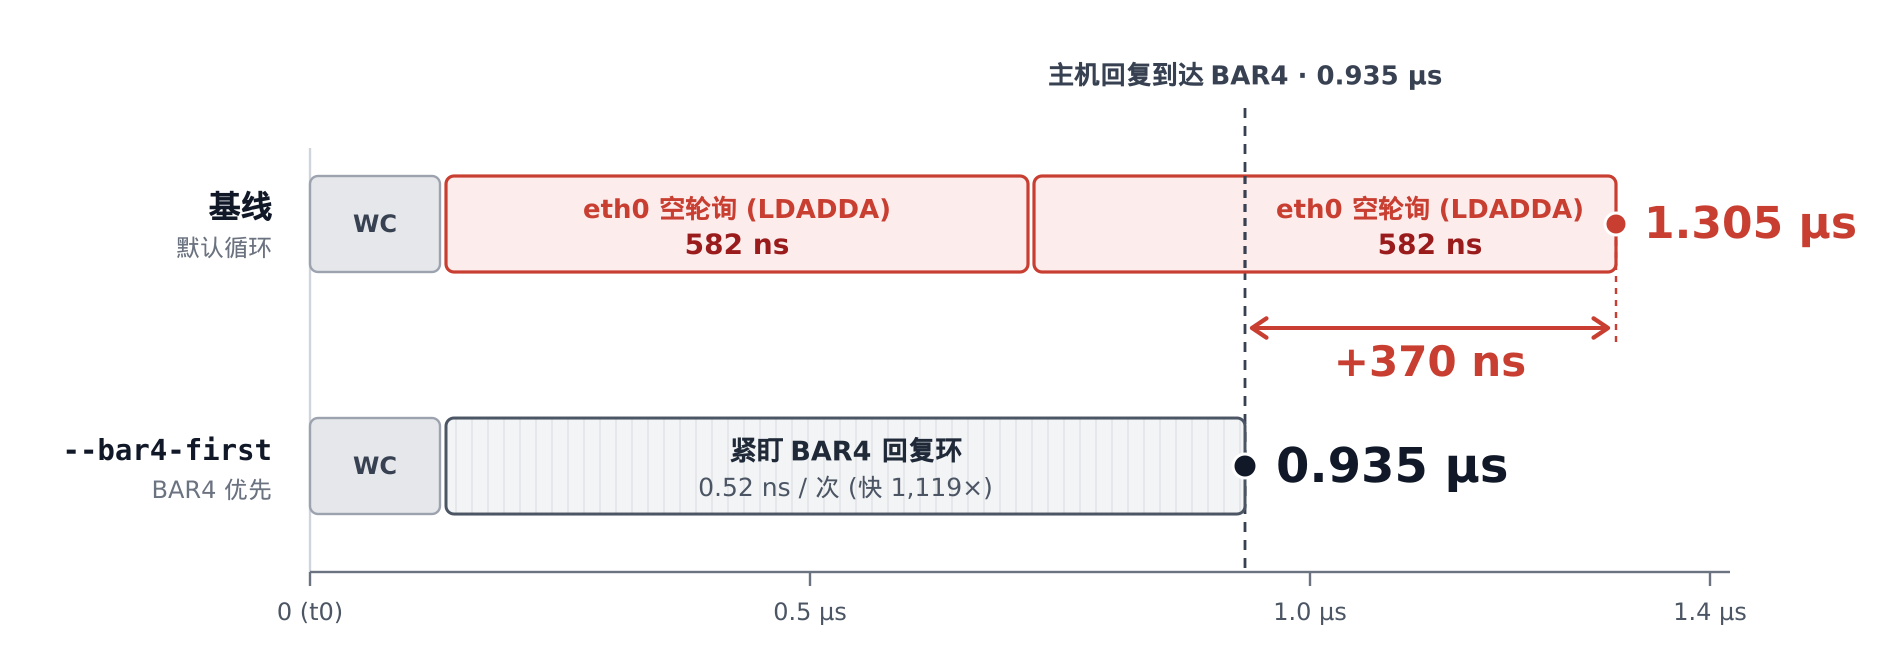 主机回复到达 BAR4 · 0.935 µs
基线
默认循环
WC
eth0 空轮询 (LDADDA)
582 ns
eth0 空轮询 (LDADDA)
582 ns
1.305 µs
+370 ns
--bar4-first
BAR4 优先
WC
紧盯 BAR4 回复环
0.52 ns / 次 (快 1,119×)
0.935 µs
0 (t0)
0.5 µs
1.0 µs
1.4 µs